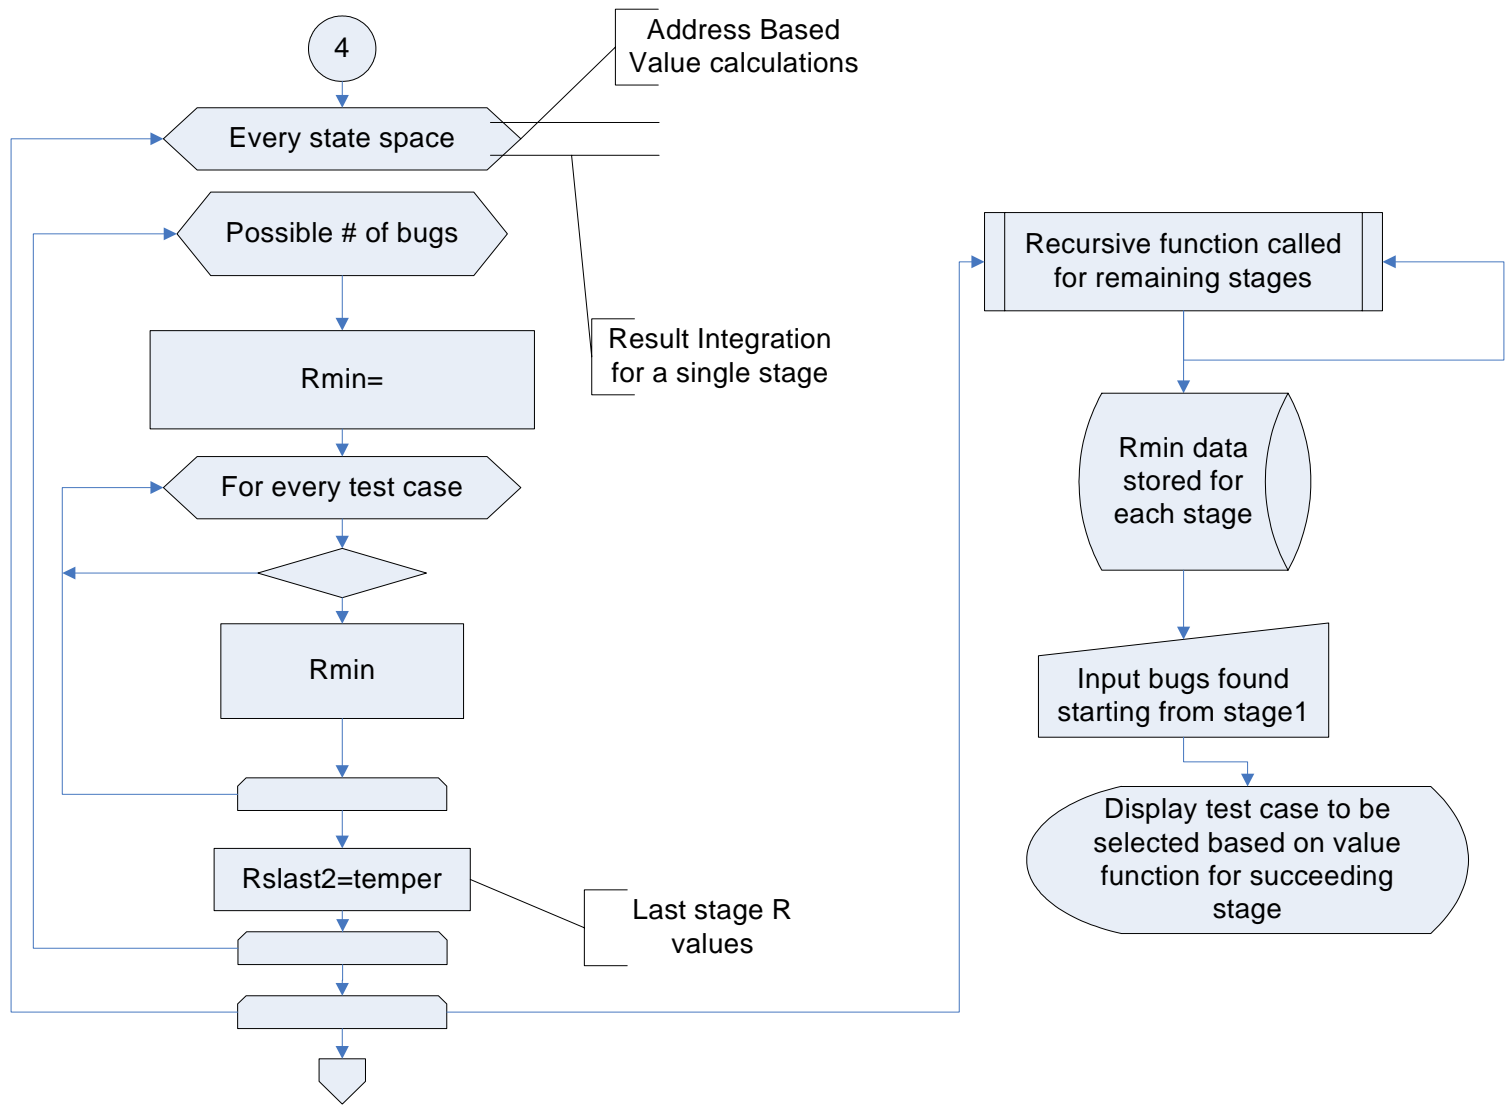 4
Address Based
Value calculations
Every state space
Possible # of bugs
Result Integration
for a single stage
Rmin=
For every test case
Rmin
Rslast2=temper
Last stage R
values
Recursive function called
for remaining stages
Rmin data
stored for
each stage
Input bugs found
starting from stage1
Display test case to be
selected based on value
function for succeeding
stage